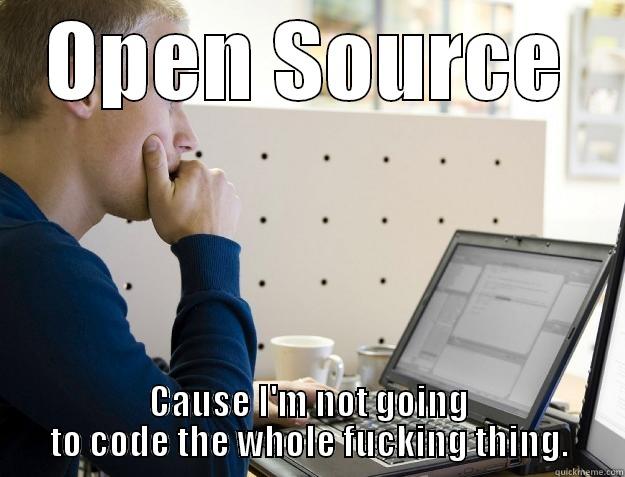 Open Source
Cause I'm not going
to code the whole fucking thing.
quickmeme.com